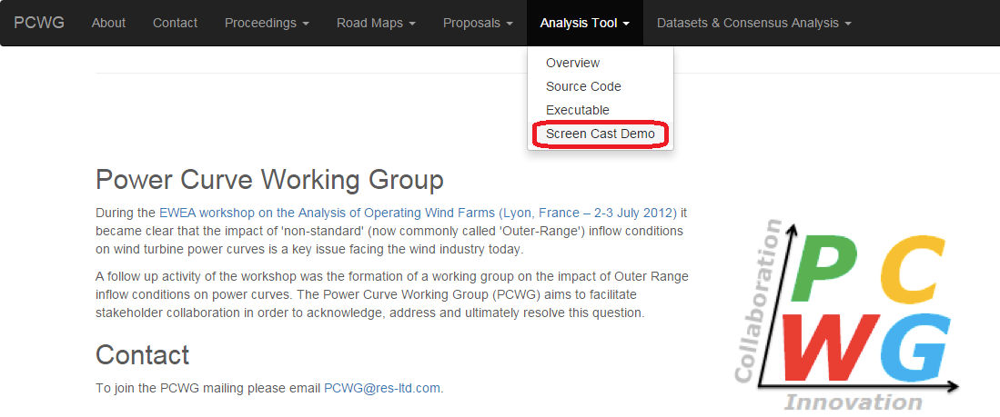 PCWG About Contact Proceedings Road Maps Proposals Analysis Tool Datasets & Consensus Analysis
Overview
Source Code
Executable
Screen Cast Demo
Power Curve Working Group
During the EWEA workshop on the Analysis of Operating Wind Farms (Lyon, France – 2-3 July 2012) it
became clear that the impact of 'non-standard' (now commonly called 'Outer-Range') inflow conditions
on wind turbine power curves is a key issue facing the wind industry today.
A follow up activity of the workshop was the formation of a working group on the impact of Outer Range
inflow conditions on power curves. The Power Curve Working Group (PCWG) aims to facilitate
stakeholder collaboration in order to acknowledge, address and ultimately resolve this question.
Contact
To join the PCWG mailing please email PCWG@res-ltd.com.
Collaboration
P C
W G
Innovation